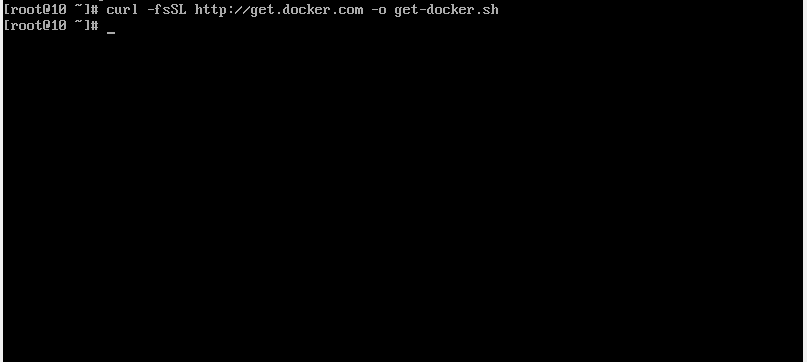 [root@10 ~]# curl -fsSL http://get.docker.com -o get-docker.sh
[root@10 ~]# _